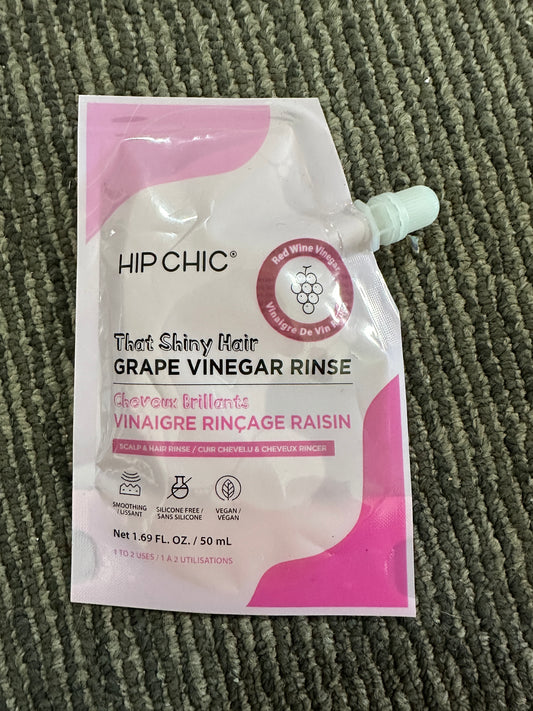 HIP CHIC®
Red Wine Vinegar
Vinaigre De Vin
That Shiny Hair
GRAPE VINEGAR RINSE
Cheveux Brillants
VINAIGRE RINÇAGE RAISIN
SCALP & HAIR RINSE / CUIR CHEVELU & CHEVEUX RINCER
SMOOTHING
/LISSANT
SILICONE FREE /
SANS SILICONE
VEGAN /
VÉGAN
Net 1.69 FL. OZ. / 50 mL
1 TO 2 USES / 1 À 2 UTILISATIONS